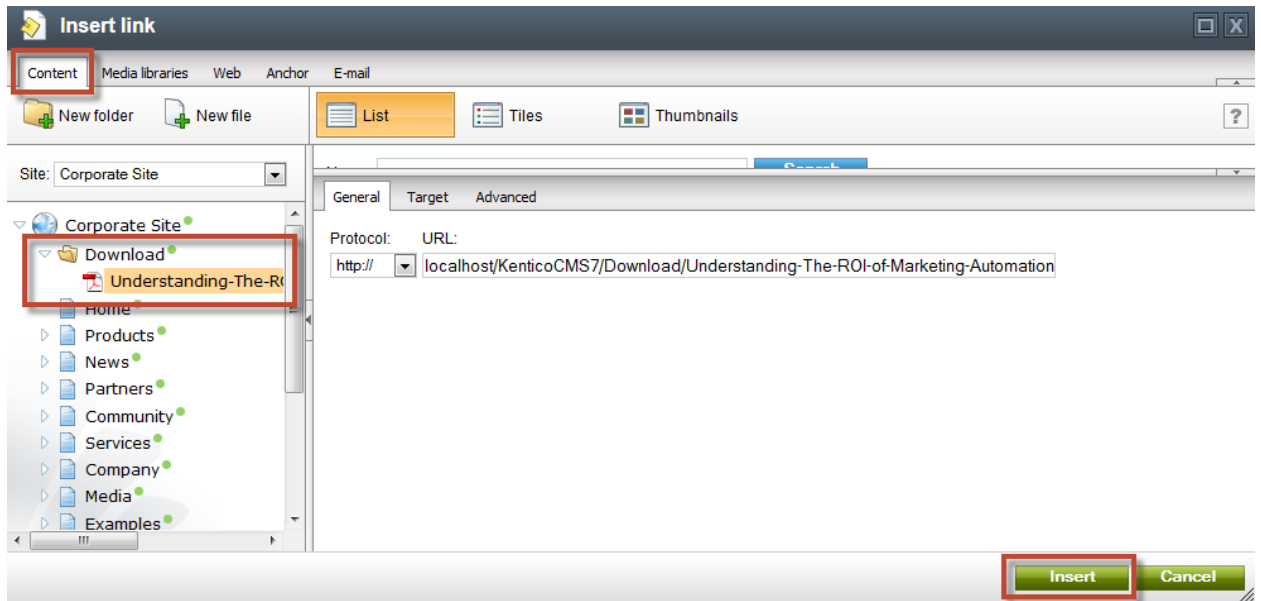 Insert link
Content Media libraries Web Anchor E-mail
New folder New file List Tiles Thumbnails ?
Site: Corporate Site
Search
General Target Advanced
Corporate Site
Protocol: URL:
Download
http:// localhost/KenticoCMS7/Download/Understanding-The-ROI-of-Marketing-Automation
Understanding-The-R
Home
Products
News
Partners
Community
Services
Company
Media
Examples
Insert Cancel